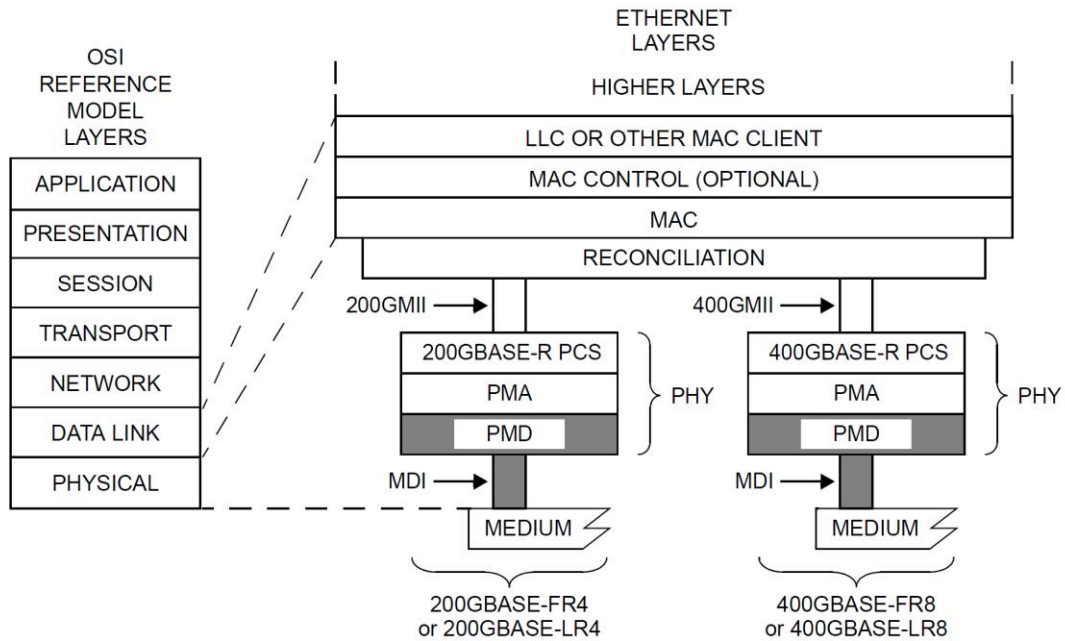 ETHERNET
LAYERS
OSI
REFERENCE
MODEL
LAYERS
HIGHER LAYERS
LLC OR OTHER MAC CLIENT
MAC CONTROL (OPTIONAL)
MAC
RECONCILIATION
APPLICATION
PRESENTATION
SESSION
TRANSPORT
NETWORK
DATA LINK
PHYSICAL
200GMII
400GMII
200GBASE-R PCS
PMA
PMD
PHY
400GBASE-R PCS
PMA
PMD
PHY
MDI
MDI
MEDIUM
MEDIUM
200GBASE-FR4
or 200GBASE-LR4
400GBASE-FR8
or 400GBASE-LR8